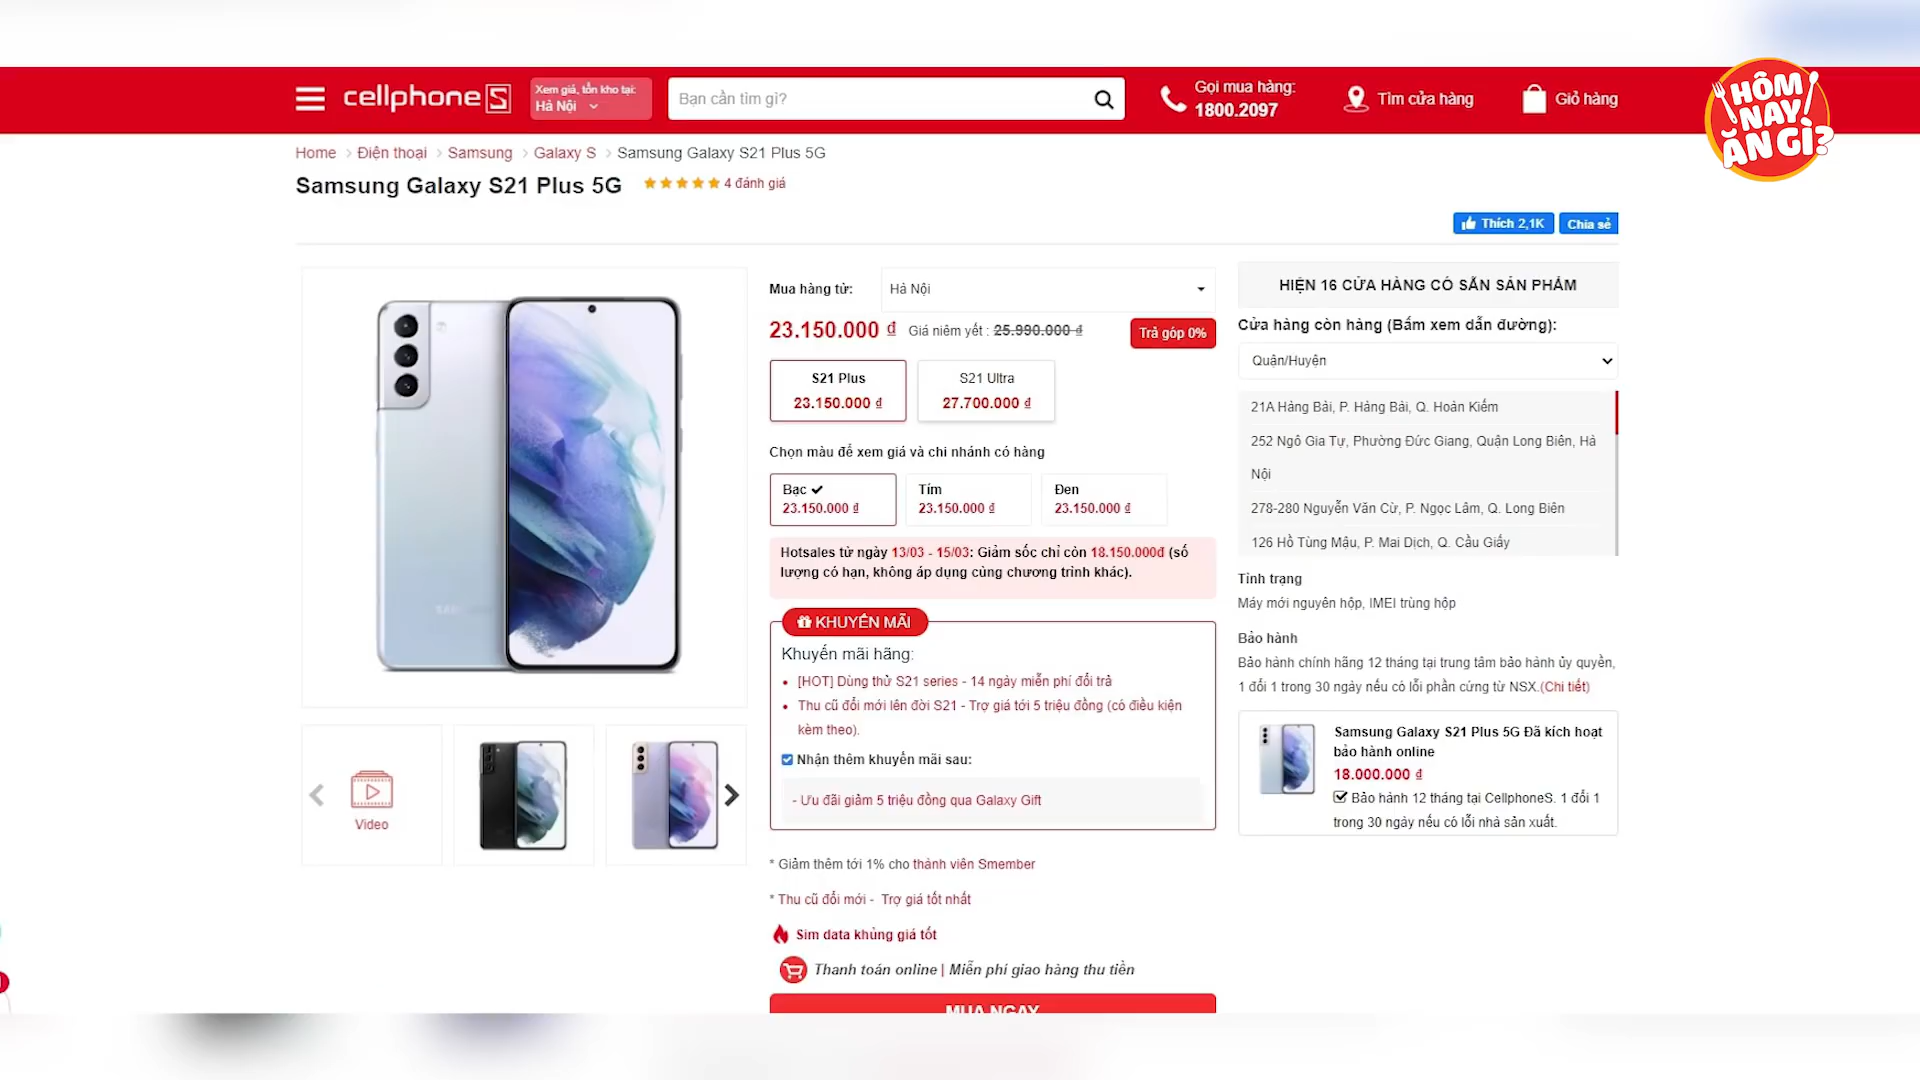 cellphoneS
Xem giá, tồn kho tại:
Hà Nội
Bạn cần tìm gì?
Gọi mua hàng:
1800.2097
Tìm cửa hàng
Giỏ hàng
HÔM
NAY
ĂN GÌ?
Home > Điện thoại > Samsung > Galaxy S > Samsung Galaxy S21 Plus 5G
Samsung Galaxy S21 Plus 5G
4 đánh giá
Thích 2,1K
Chia sẻ
Mua hàng từ:
Hà Nội
23.150.000 ₫
Giá niêm yết : 25.990.000 ₫
Trả góp 0%
S21 Plus
23.150.000 ₫
S21 Ultra
27.700.000 ₫
Chọn màu để xem giá và chi nhánh có hàng
Bạc
23.150.000 ₫
Tím
23.150.000 ₫
Đen
23.150.000 ₫
Hotsales từ ngày 13/03 - 15/03: Giảm sốc chỉ còn 18.150.000đ (số
lượng có hạn, không áp dụng cùng chương trình khác).
KHUYẾN MÃI
Khuyến mãi hãng:
[HOT] Dùng thử S21 series - 14 ngày miễn phí đổi trả
Thu cũ đổi mới lên đời S21 - Trợ giá tới 5 triệu đồng (có điều kiện
kèm theo).
Nhận thêm khuyến mãi sau:
- Ưu đãi giảm 5 triệu đồng qua Galaxy Gift
* Giảm thêm tới 1% cho thành viên Smember
* Thu cũ đổi mới - Trợ giá tốt nhất
Sim data khủng giá tốt
Thanh toán online | Miễn phí giao hàng thu tiền
MUA NGAY
Video
HIỆN 16 CỬA HÀNG CÓ SẴN SẢN PHẨM
Cửa hàng còn hàng (Bấm xem dẫn đường):
Quận/Huyện
21A Hàng Bài, P. Hàng Bài, Q. Hoàn Kiếm
252 Ngô Gia Tự, Phường Đức Giang, Quận Long Biên, Hà
Nội
278-280 Nguyễn Văn Cừ, P. Ngọc Lâm, Q. Long Biên
126 Hồ Tùng Mậu, P. Mai Dịch, Q. Cầu Giấy
Tình trạng
Máy mới nguyên hộp, IMEI trùng hộp
Bảo hành
Bảo hành chính hãng 12 tháng tại trung tâm bảo hành ủy quyền,
1 đổi 1 trong 30 ngày nếu có lỗi phần cứng từ NSX.(Chi tiết)
Samsung Galaxy S21 Plus 5G Đã kích hoạt
bảo hành online
18.000.000 ₫
Bảo hành 12 tháng tại CellphoneS. 1 đổi 1
trong 30 ngày nếu có lỗi nhà sản xuất.